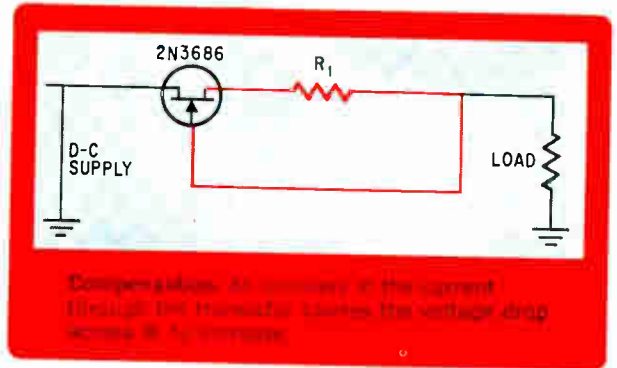 2N3686
R1
D-C
SUPPLY
LOAD
Compensation. An increase in the current
through the transistor causes the voltage drop
across R1 to increase.